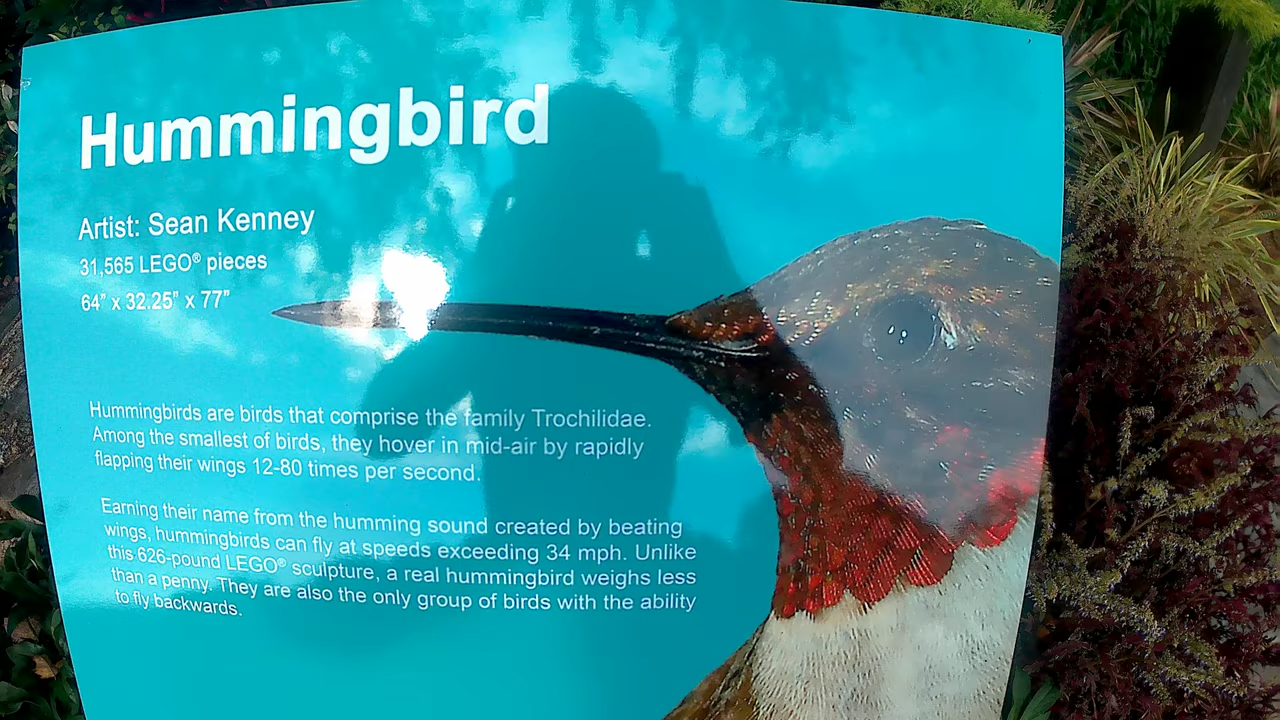 Hummingbird
Artist: Sean Kenney
31,565 LEGO® pieces
64” x 32.25” x 77”
Hummingbirds are birds that comprise the family Trochilidae.
Among the smallest of birds, they hover in mid-air by rapidly
flapping their wings 12-80 times per second.
Earning their name from the humming sound created by beating
wings, hummingbirds can fly at speeds exceeding 34 mph. Unlike
this 626-pound LEGO® sculpture, a real hummingbird weighs less
than a penny. They are also the only group of birds with the ability
to fly backwards.